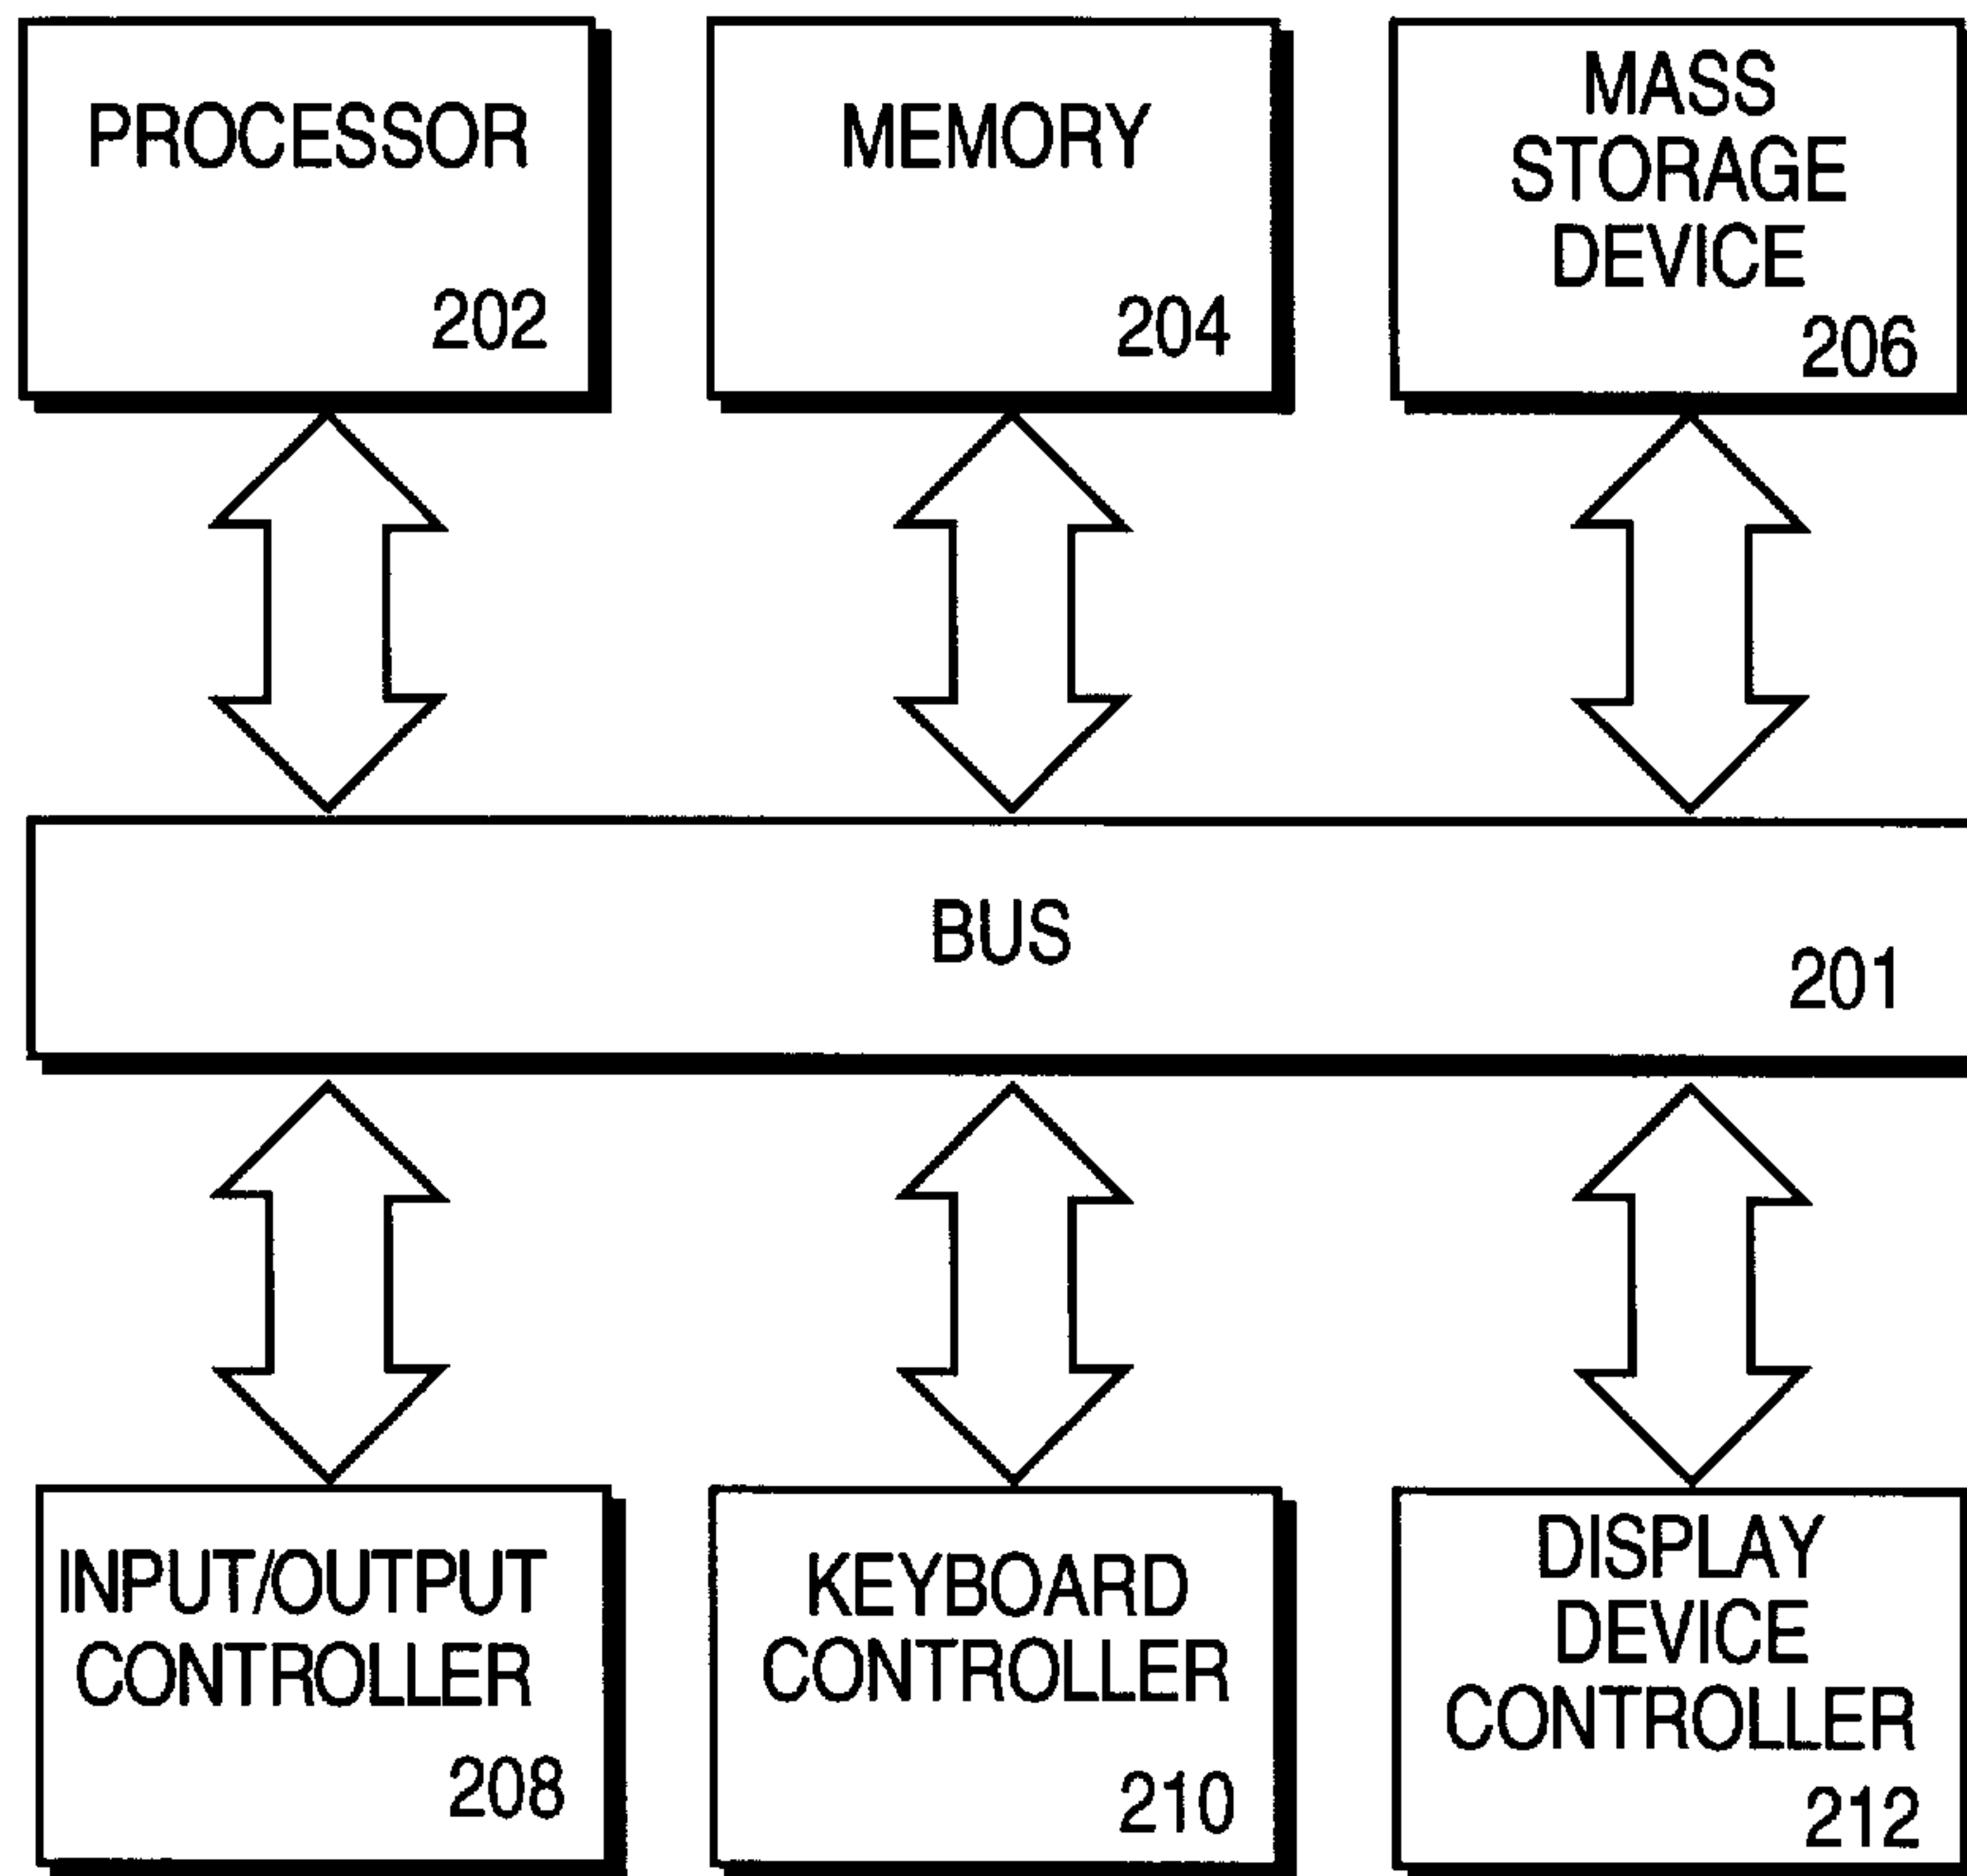 PROCESSOR
202
MEMORY
204
MASS
STORAGE
DEVICE
206
BUS
201
INPUT/OUTPUT
CONTROLLER
208
KEYBOARD
CONTROLLER
210
DISPLAY
DEVICE
CONTROLLER
212